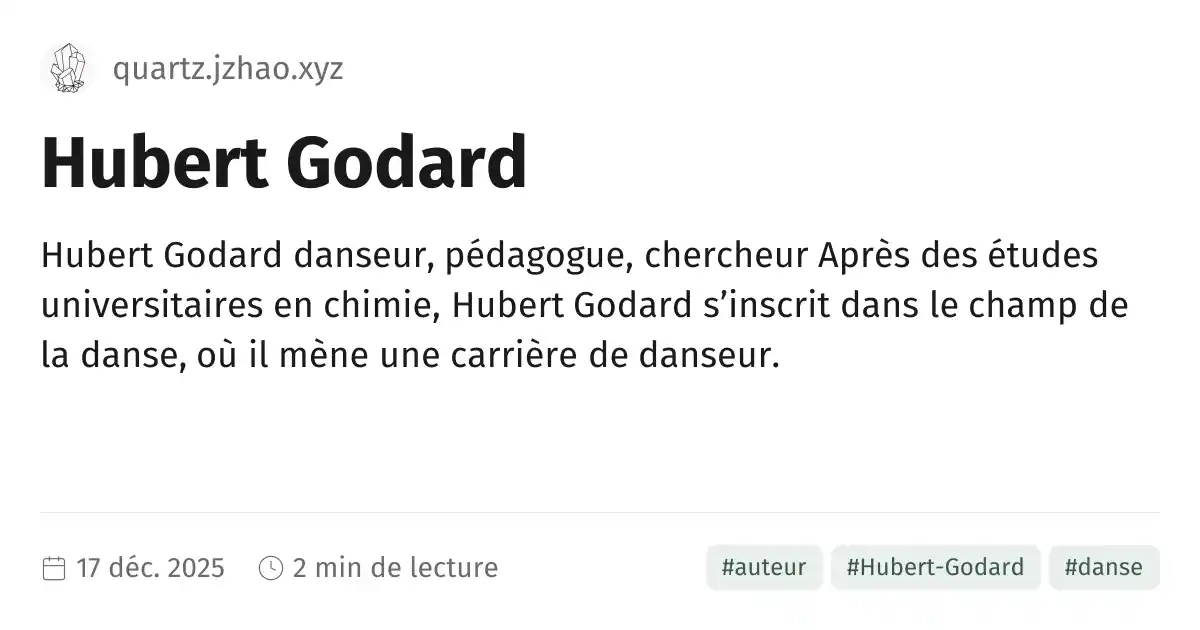 quartz.jzhao.xyz
Hubert Godard
Hubert Godard danseur, pédagogue, chercheur Après des études
universitaires en chimie, Hubert Godard s’inscrit dans le champ de
la danse, où il mène une carrière de danseur.
17 déc. 2025 2 min de lecture #auteur #Hubert-Godard #danse